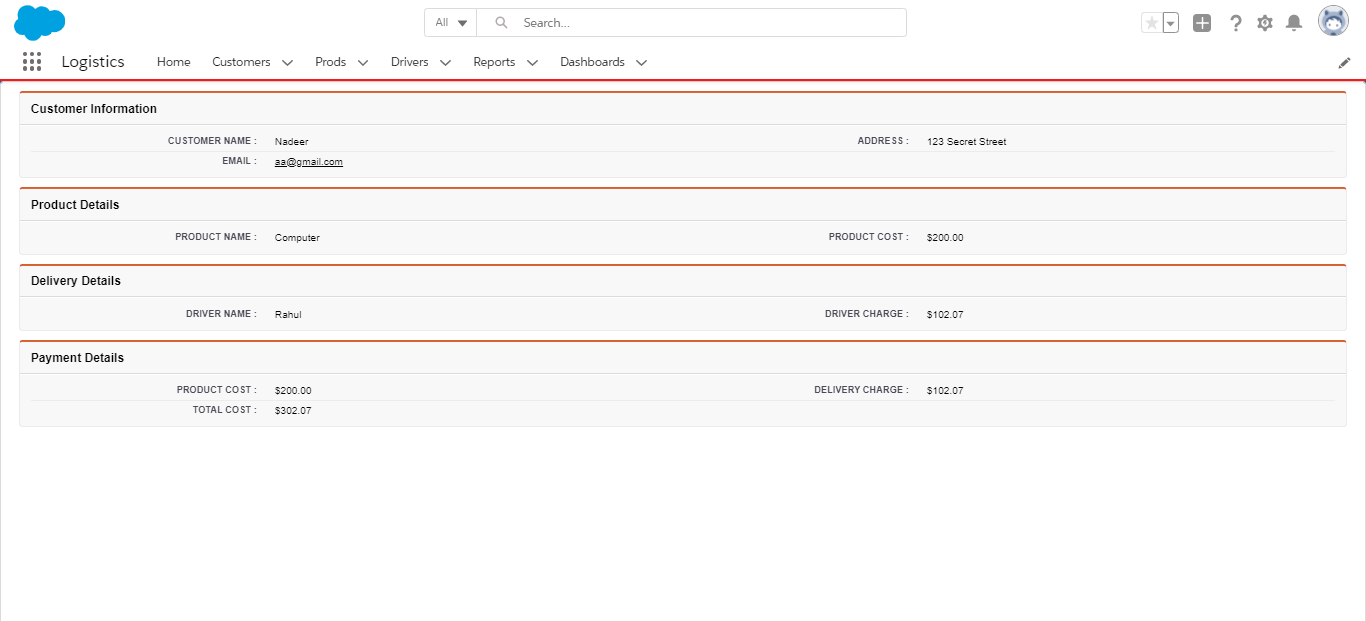 All Search...
Logistics Home Customers Prods Drivers Reports Dashboards
Customer Information
CUSTOMER NAME : Nadeer ADDRESS : 123 Secret Street
EMAIL : aa@gmail.com
Product Details
PRODUCT NAME : Computer PRODUCT COST : $200.00
Delivery Details
DRIVER NAME : Rahul DRIVER CHARGE : $102.07
Payment Details
PRODUCT COST : $200.00 DELIVERY CHARGE : $102.07
TOTAL COST : $302.07